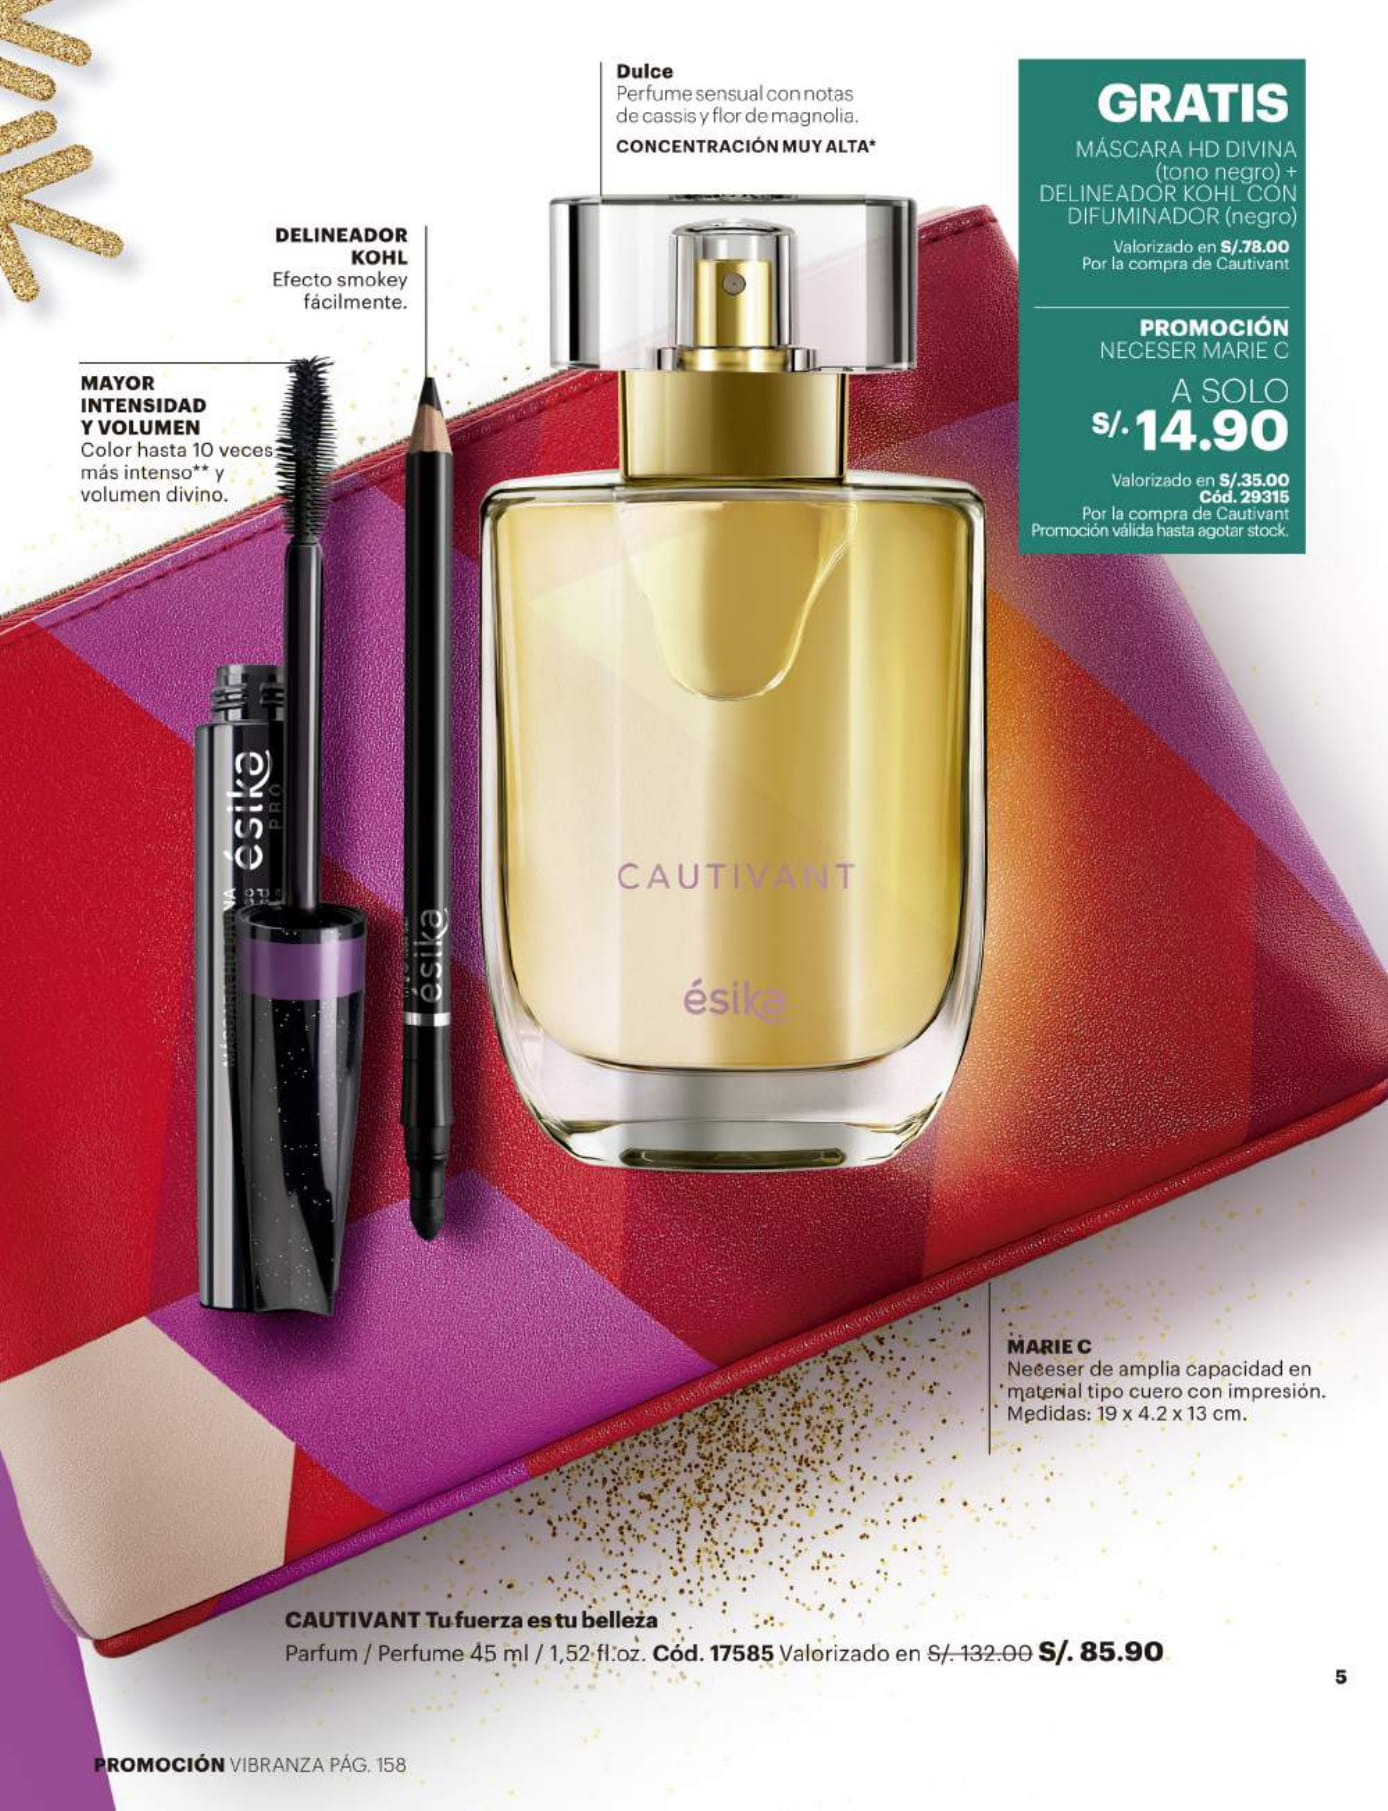 Dulce
Perfume sensual con notas
de cassis y flor de magnolia.
CONCENTRACIÓN MUY ALTA*
GRATIS
MÁSCARA HD DIVINA
(tono negro) +
DELINEADOR KOHL CON
DIFUMINADOR (negro)
Valorizado en S/.78.00
Por la compra de Cautivant
PROMOCIÓN
NECESER MARIE C
A SOLO
S/. 14.90
Valorizado en S/.35.00
Cód. 29315
Por la compra de Cautivant
Promoción válida hasta agotar stock.
DELINEADOR
KOHL
Efecto smokey
fácilmente.
MAYOR
INTENSIDAD
Y VOLUMEN
Color hasta 10 veces
más intenso** y
volumen divino.
ésika
PRO
ésika
CAUTIVANT
ésika
MARIE C
Neceser de amplia capacidad en
material tipo cuero con impresión.
Medidas: 19 x 4.2 x 13 cm.
CAUTIVANT Tu fuerza es tu belleza
Parfum / Perfume 45 ml / 1,52 fl.oz. Cód. 17585 Valorizado en S/. 132.00 S/. 85.90
5
PROMOCIÓN VIBRANZA PÁG. 158